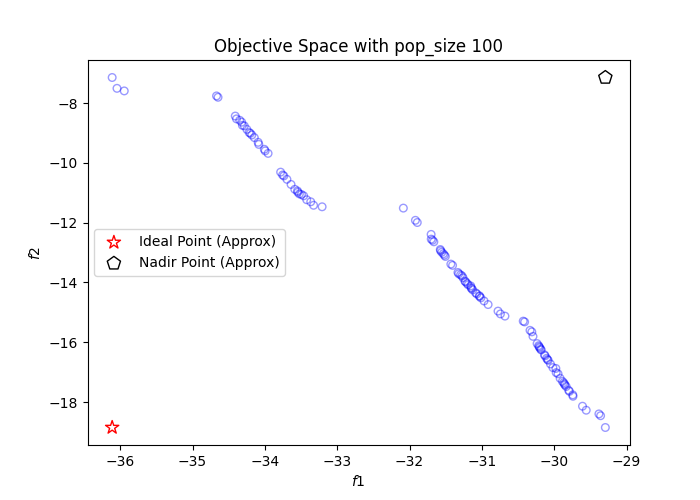 Objective Space with pop_size 100
−8
−10
−12
−14
−16
−18
f2
Ideal Point (Approx)
Nadir Point (Approx)
−36
−35
−34
−33
−32
−31
−30
−29
f1